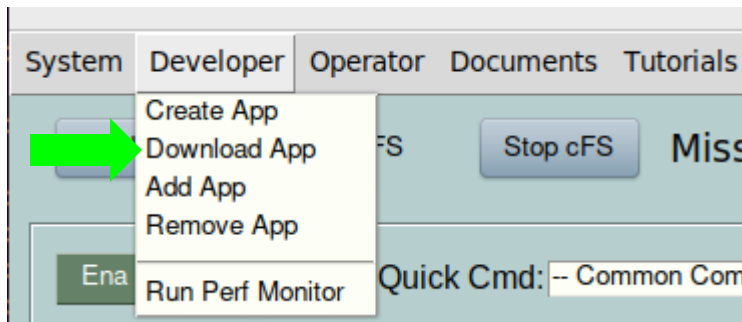 System Developer Operator Documents Tutorials
Create App
Download App
FS Stop cFS Miss
Add App
Remove App
Ena Quick Cmd: -- Common Com
Run Perf Monitor